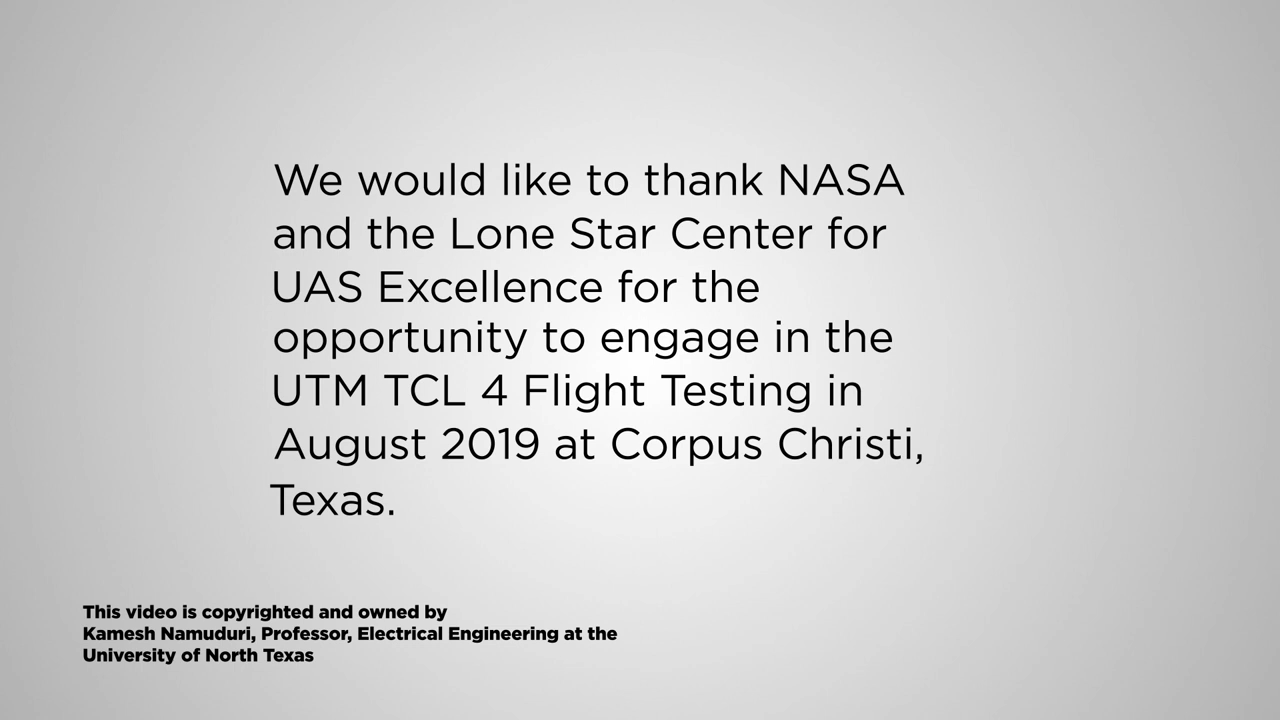 We would like to thank NASA
and the Lone Star Center for
UAS Excellence for the
opportunity to engage in the
UTM TCL 4 Flight Testing in
August 2019 at Corpus Christi,
Texas.
This video is copyrighted and owned by
Kamesh Namuduri, Professor, Electrical Engineering at the
University of North Texas